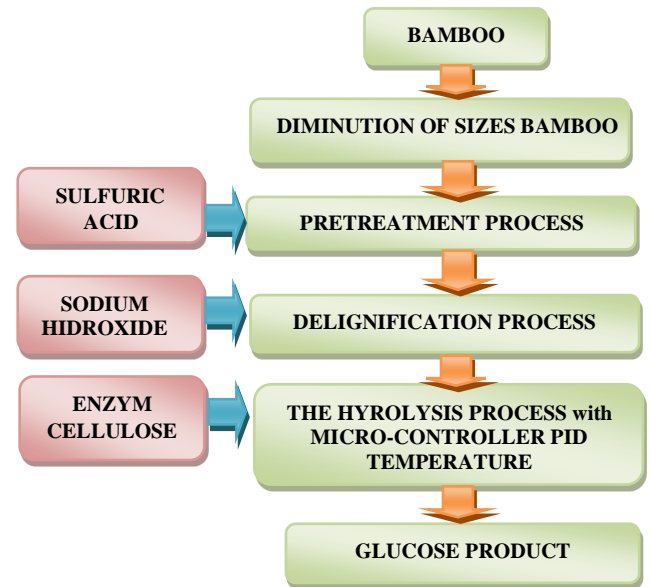 BAMBOO
DIMINUTION OF SIZES BAMBOO
SULFURIC
ACID
PRETREATMENT PROCESS
SODIUM
HIDROXIDE
DELIGNIFICATION PROCESS
ENZYM
CELLULOSE
THE HYROLYSIS PROCESS with
MICRO-CONTROLLER PID
TEMPERATURE
GLUCOSE PRODUCT